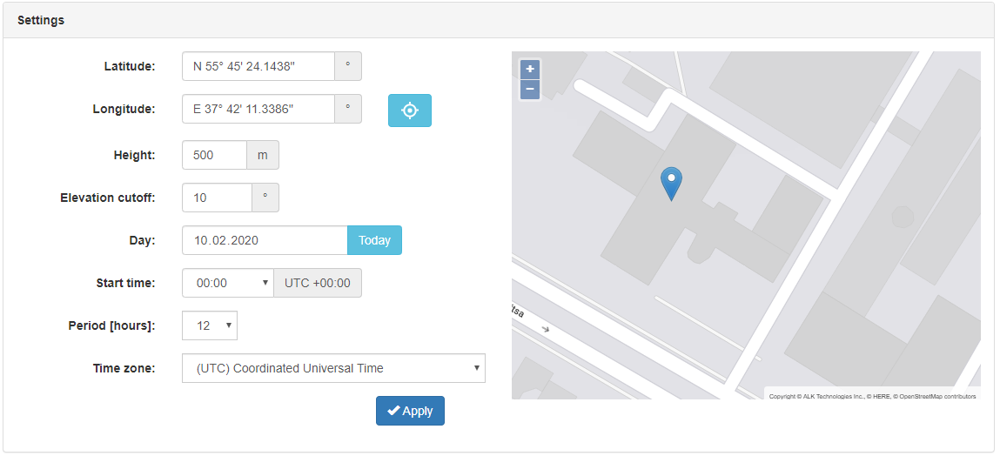 Settings
Latitude: N 55° 45' 24.1438" °
Longitude: E 37° 42' 11.3386" °
Height: 500 m
Elevation cutoff: 10 °
Day: 10.02.2020 Today
Start time: 00:00 UTC +00:00
Period [hours]: 12
Time zone: (UTC) Coordinated Universal Time
Apply
+
−
tsa
Copyright © ALK Technologies Inc., © HERE, © OpenStreetMap contributors